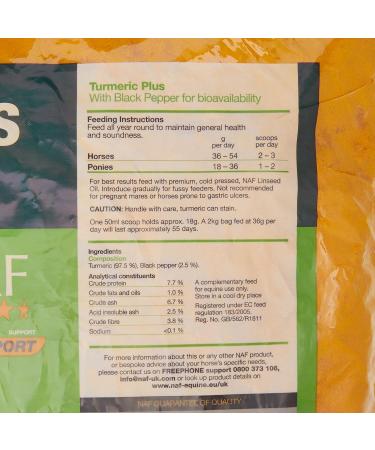 Turmeric Plus
With Black Pepper for bioavailability
Feeding Instructions
Feed all year round to maintain general health
and soundness.
g per day scoops per day
Horses 36 – 54 2 – 3
Ponies 18 – 36 1 – 2
For best results feed with premium, cold pressed, NAF Linseed
Oil. Introduce gradually for fussy feeders. Not recommended
for pregnant mares or horses prone to gastric ulcers.
CAUTION: Handle with care, turmeric can stain.
One 50ml scoop holds approx. 18g. A 2kg bag fed at 36g per
day will last approximately 55 days.
Ingredients
Composition
Turmeric (97.5 %), Black pepper (2.5 %).
Analytical constituents
Crude protein 7.7 %
Crude fats and oils 1.0 %
Crude ash 6.7 %
Acid insoluble ash 2.5 %
Crude fibre 3.8 %
Sodium <0.1 %
A complementary feed
for equine use only.
Store in a cool dry place
Registered under EC feed
regulation 183/2005.
Reg. No. GB/562/R1811
For more information about this or any other NAF product,
or bespoke advice about your horse's specific needs,
please contact us on FREEPHONE support 0800 373 106,
info@naf-uk.com or look up product details on
www.naf-equine.eu/uk
NAF GUARANTEE OF QUALITY
S
AF
SUPPORT
PORT